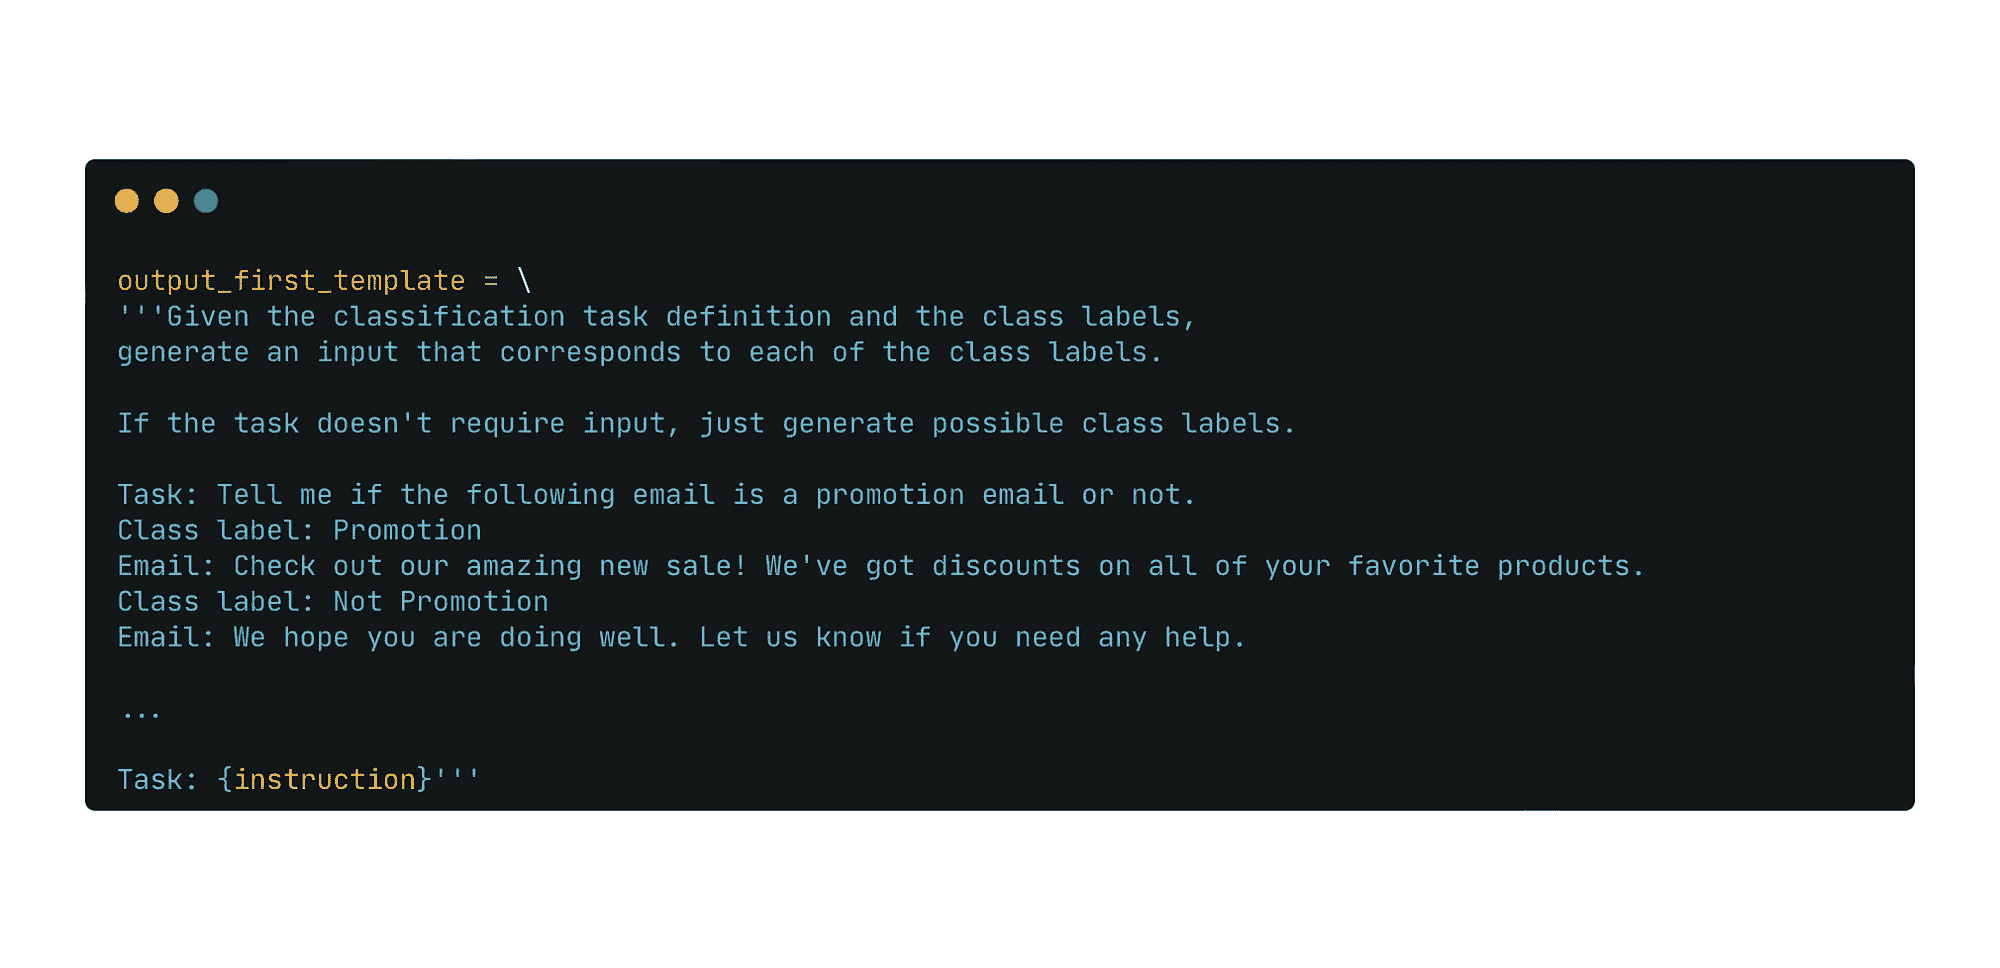 output_first_template = \
'''Given the classification task definition and the class labels,
generate an input that corresponds to each of the class labels.
If the task doesn't require input, just generate possible class labels.
Task: Tell me if the following email is a promotion email or not.
Class label: Promotion
Email: Check out our amazing new sale! We've got discounts on all of your favorite products.
Class label: Not Promotion
Email: We hope you are doing well. Let us know if you need any help.
...
Task: {instruction}'''